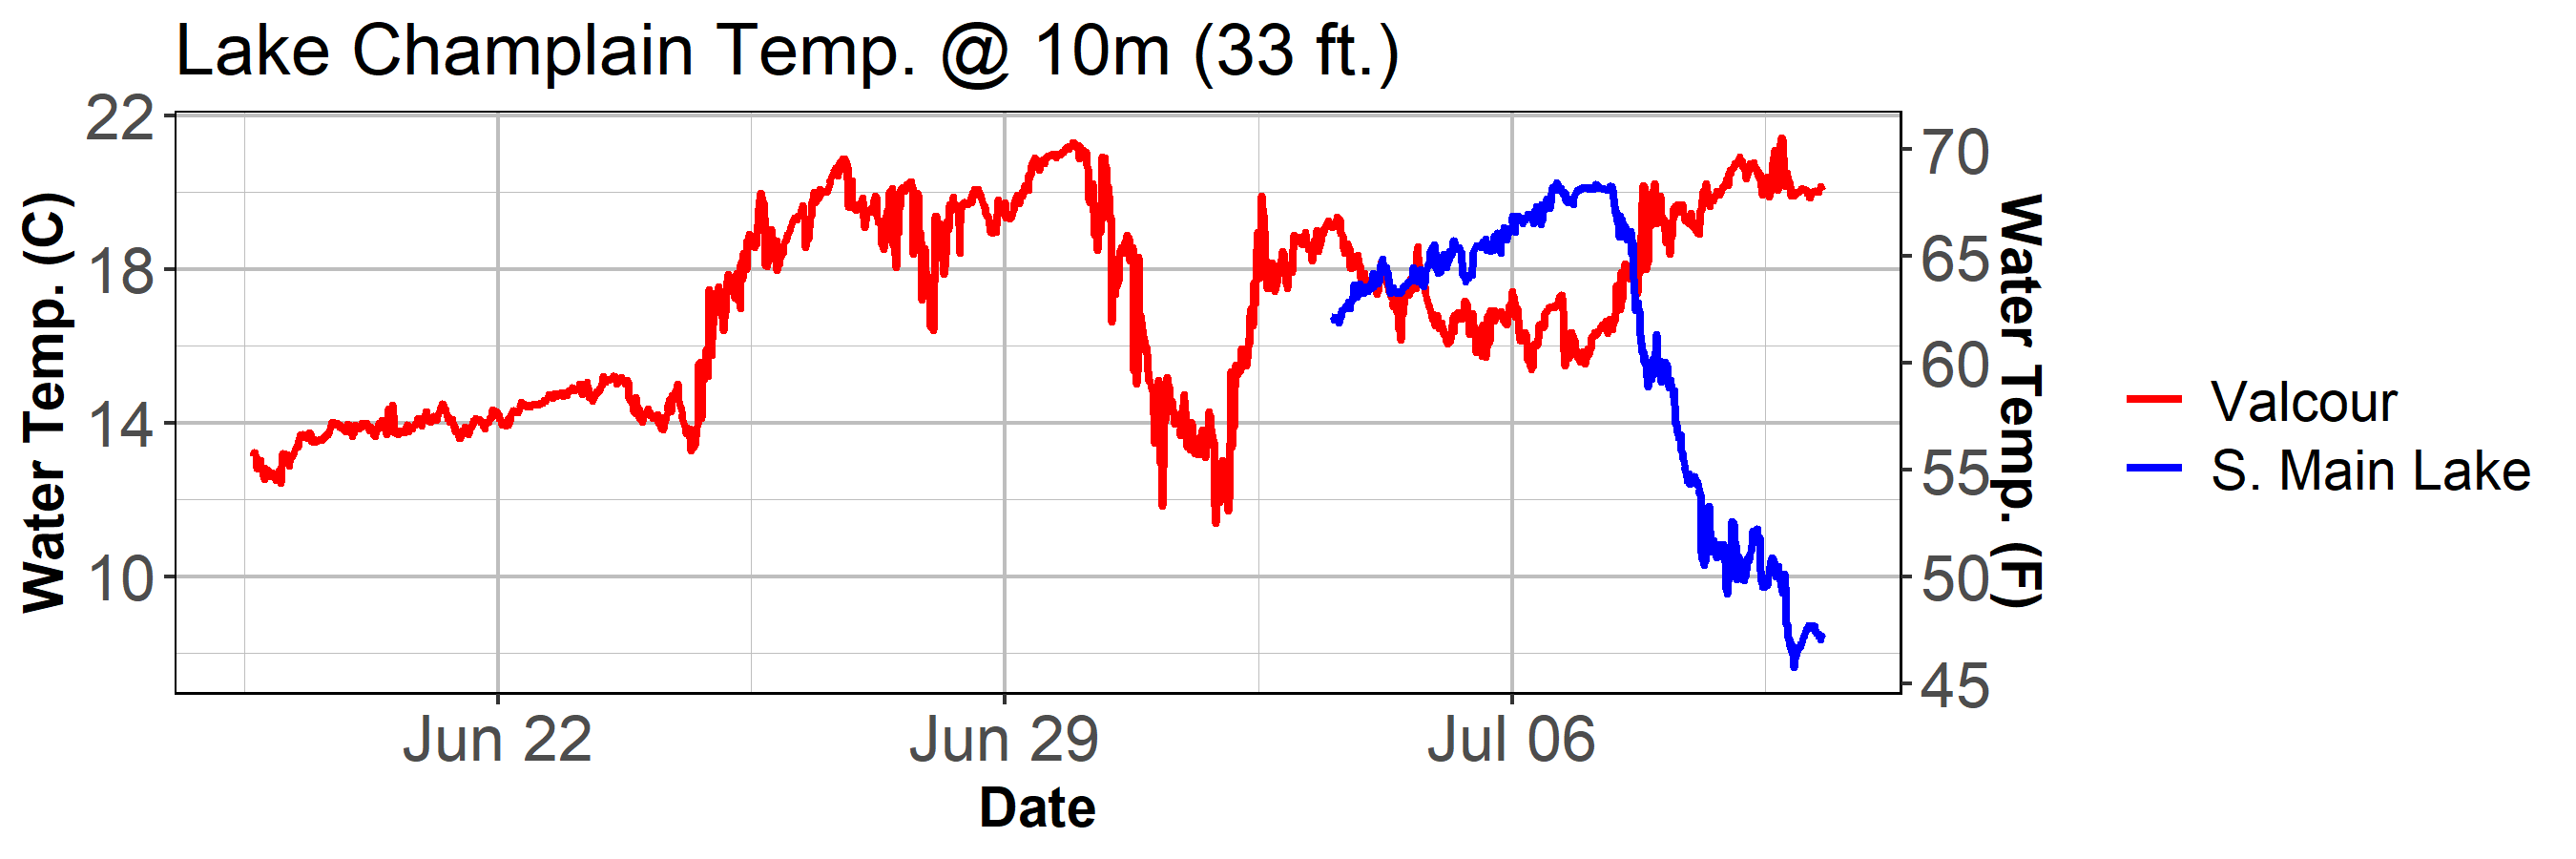 Lake Champlain Temp. @ 10m (33 ft.)
Water Temp. (C)
22
18
14
10
70
65
60
55
50
45
Water Temp. (F)
Jun 22
Jun 29
Jul 06
Date
Valcour
S. Main Lake